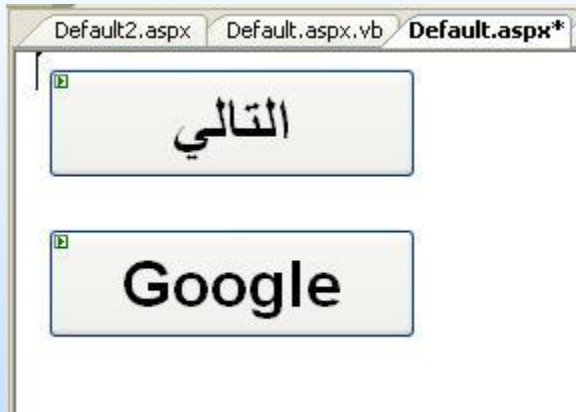 Default2.aspx Default.aspx.vb Default.aspx*
التالي
Google